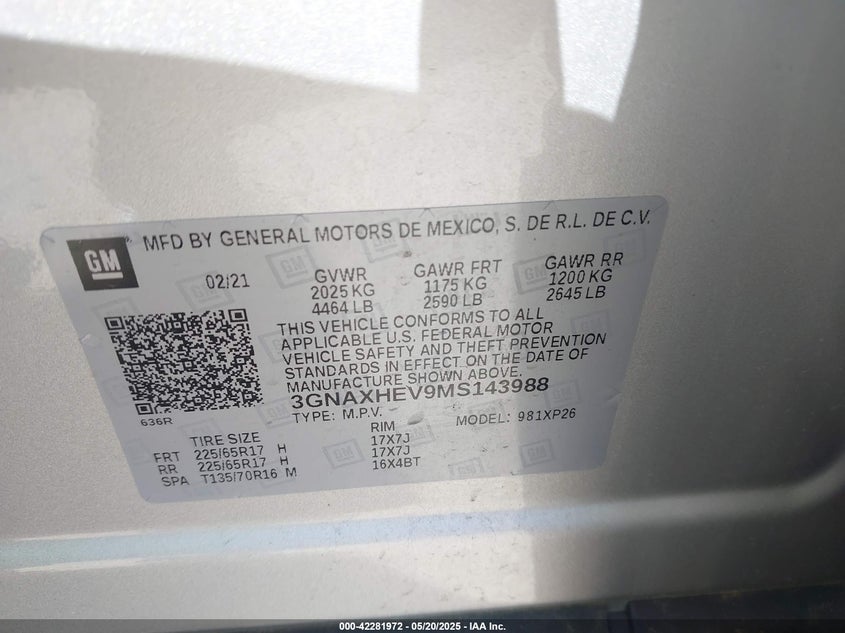 GM
MFD BY GENERAL MOTORS DE MEXICO, S. DE R.L. DE C.V.
02/21
GVWR GAWR FRT GAWR RR
2025 KG 1175 KG 1200 KG
4464 LB 2590 LB 2645 LB
THIS VEHICLE CONFORMS TO ALL
APPLICABLE U.S. FEDERAL MOTOR
VEHICLE SAFETY AND THEFT PREVENTION
STANDARDS IN EFFECT ON THE DATE OF
MANUFACTURE SHOWN ABOVE.
3GNAXHEV9MS143988
TYPE: M.P.V. MODEL: 981XP26
636R
TIRE SIZE RIM
FRT 225/65R17 H 17X7J
RR 225/65R17 H 17X7J
SPA T135/70R16 M 16X4BT
000-42281972 — 05/20/2025 — IAA Inc.